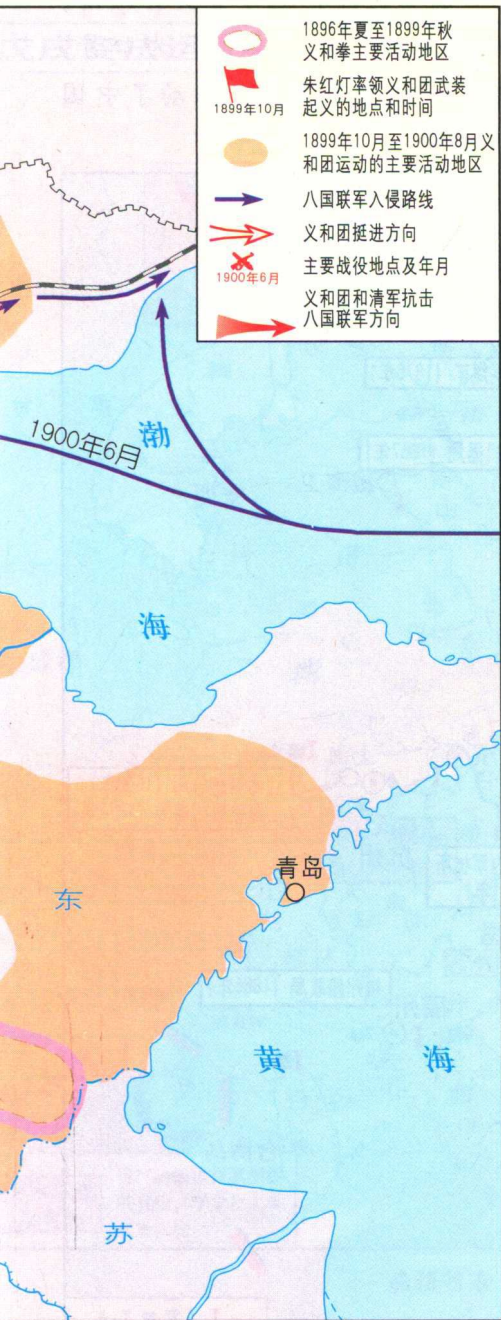 1896年夏至1899年秋
义和拳主要活动地区
1899年10月
朱红灯率领义和团武装
起义的地点和时间
1899年10月至1900年8月义
和团运动的主要活动地区
八国联军入侵路线
义和团挺进方向
1900年6月
主要战役地点及年月
义和团和清军抗击
八国联军方向
渤
1900年6月
海
青岛
东
黄 海
苏